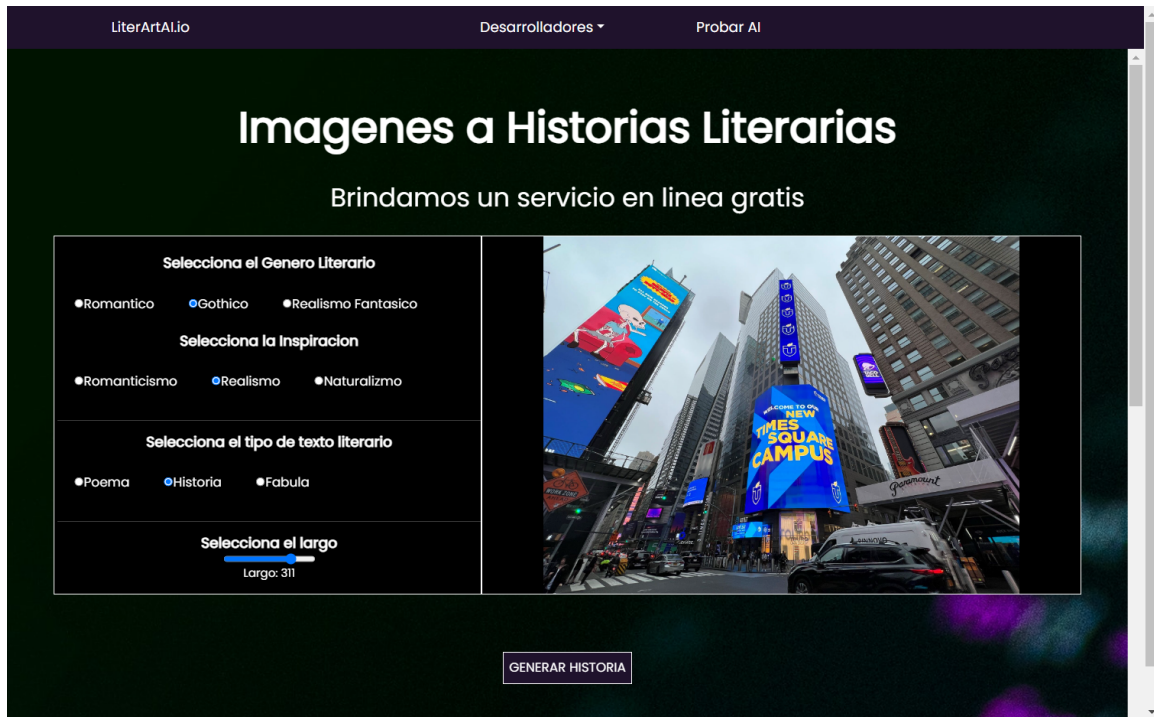 LiterArtAI.io
Desarrolladores
Probar AI
Imagenes a Historias Literarias
Brindamos un servicio en linea gratis
Selecciona el Genero Literario
Romantico Gothico Realismo Fantasico
Selecciona la Inspiracion
Romanticismo Realismo Naturalizmo
Selecciona el tipo de texto literario
Poema Historia Fabula
Selecciona el largo
Largo: 311
WELCOME TO OUR
NEW
TIMES
SQUARE
CAMPUS
Paramount
WORK ZONE
GENERAR HISTORIA